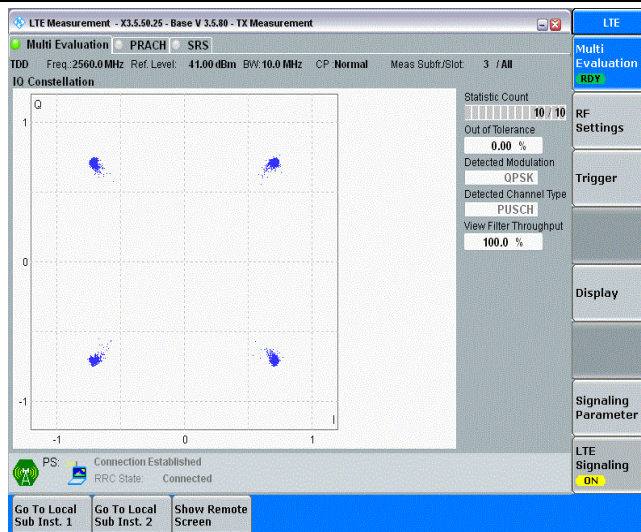 LTE Measurement - X3.5.50.25 - Base V 3.5.80 - TX Measurement
LTE
Multi Evaluation PRACH SRS
TDD Freq.:2560.0 MHz Ref. Level: 41.00 dBm BW:10.0 MHz CP :Normal Meas Subfr./Slot: 3 / All
IQ Constellation
Q
1
0
-1
-1 0 1
I
Statistic Count
10 / 10
Out of Tolerance
0.00 %
Detected Modulation
QPSK
Detected Channel Type
PUSCH
View Filter Throughput
100.0 %
Multi
Evaluation
RDY
RF
Settings
Trigger
Display
Signaling
Parameter
LTE
Signaling
ON
PS: Connection Established
RRC State: Connected
Go To Local
Sub Inst. 1
Go To Local
Sub Inst. 2
Show Remote
Screen